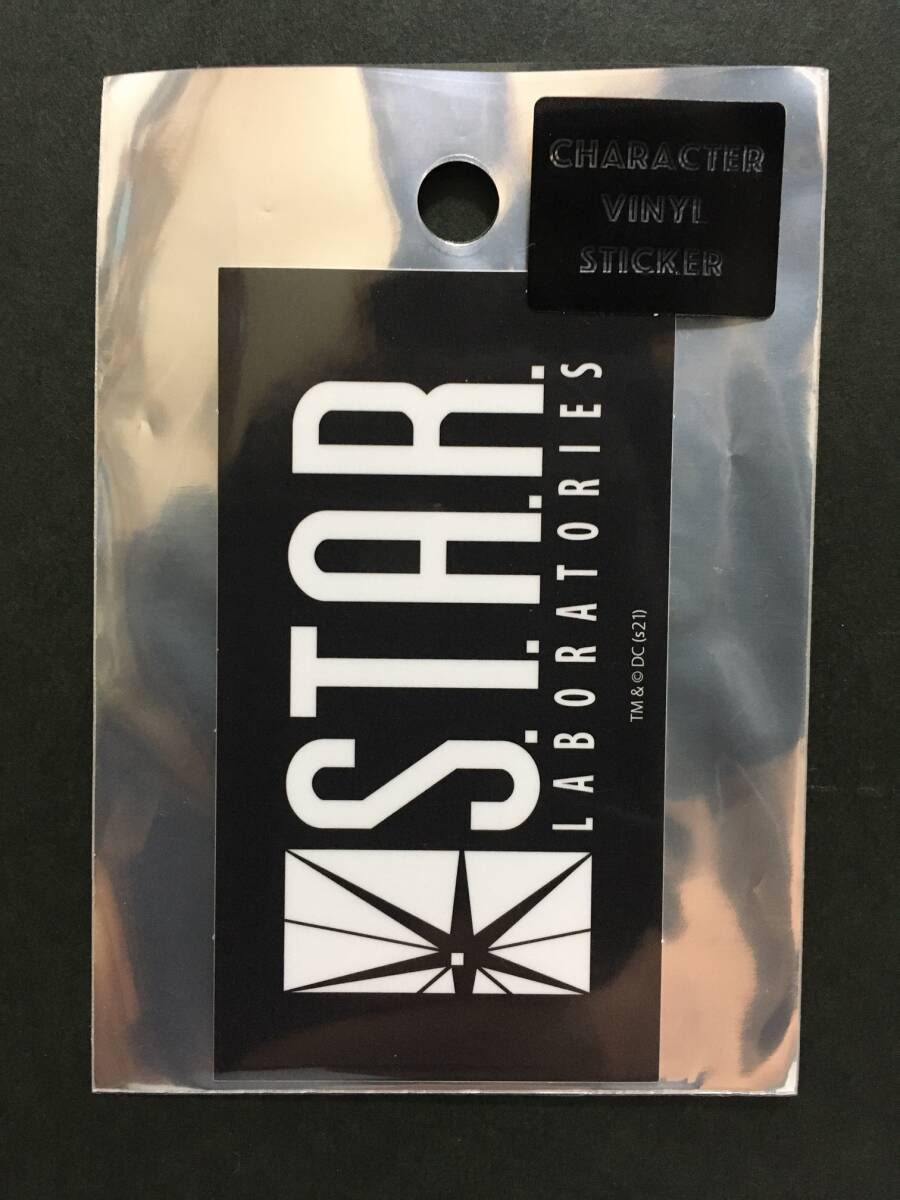 CHARACTER
VINYL
STICKER
S.T.A.R.
LABORATORIES
TM & © DC (s21)